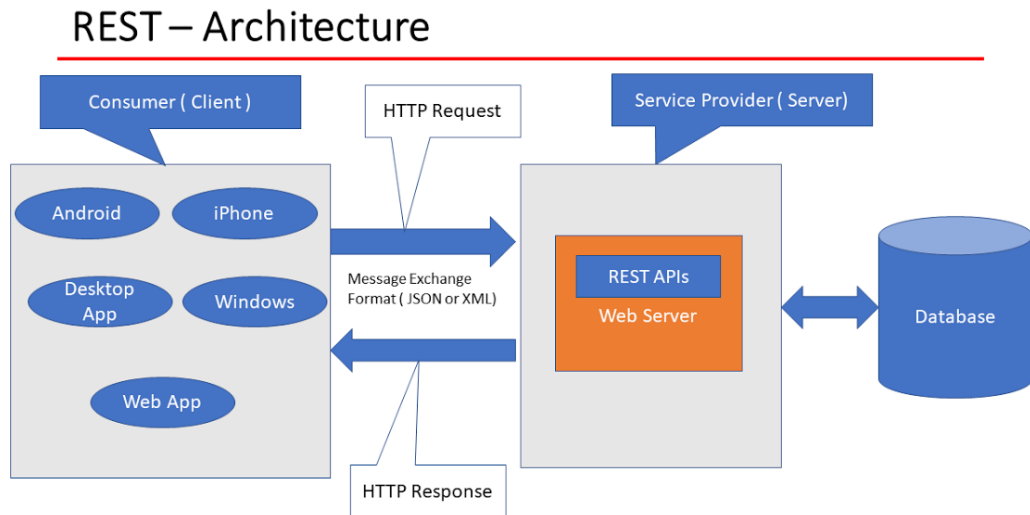 REST – Architecture
Consumer ( Client )
HTTP Request
Service Provider ( Server)
Android
iPhone
Desktop
App
Windows
Web App
Message Exchange
Format ( JSON or XML)
REST APIs
Web Server
Database
HTTP Response